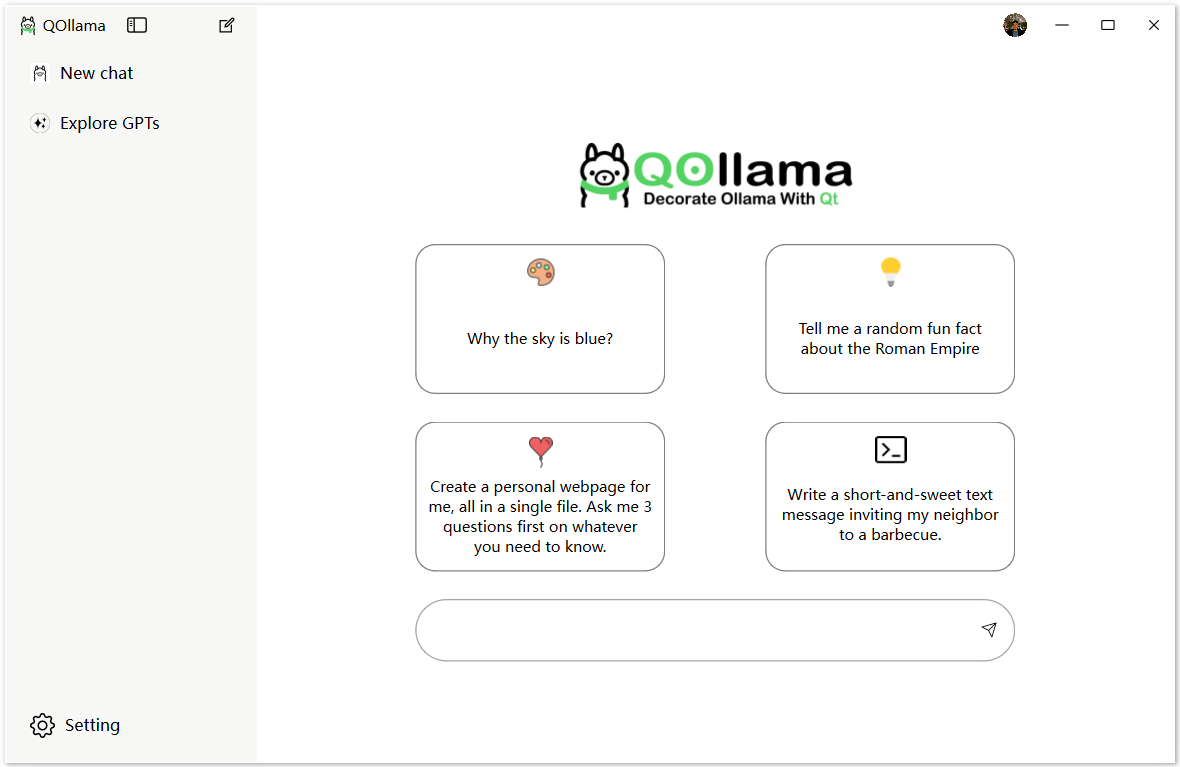 QOllama
New chat
Explore GPTs
QOllama
Decorate Ollama With Qt
Why the sky is blue?
Tell me a random fun fact
about the Roman Empire
Create a personal webpage for
me, all in a single file. Ask me 3
questions first on whatever
you need to know.
Write a short-and-sweet text
message inviting my neighbor
to a barbecue.
Setting